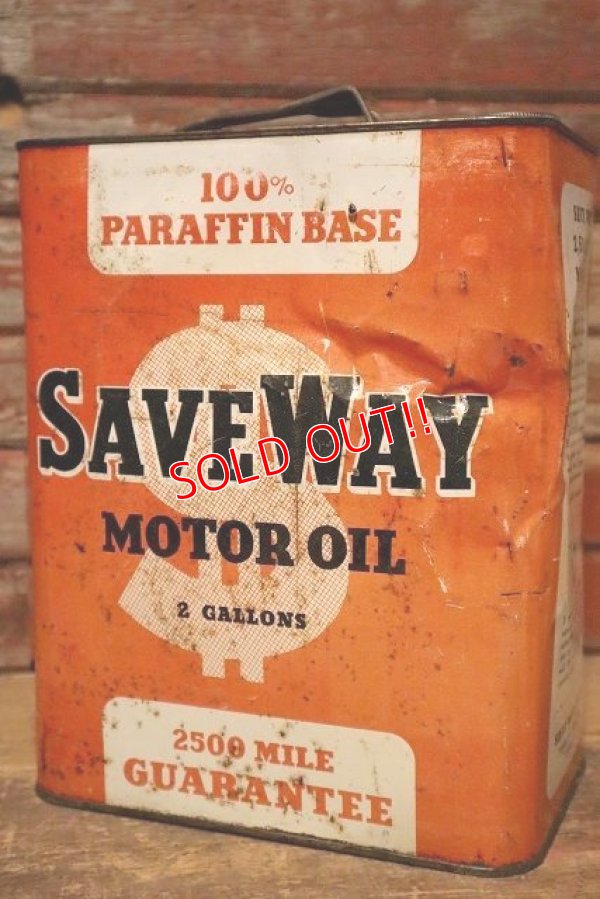 100%
PARAFFIN BASE
$
SAVEWAY
SOLD OUT!!
MOTOR OIL
2 GALLONS
2500 MILE
GUARANTEE